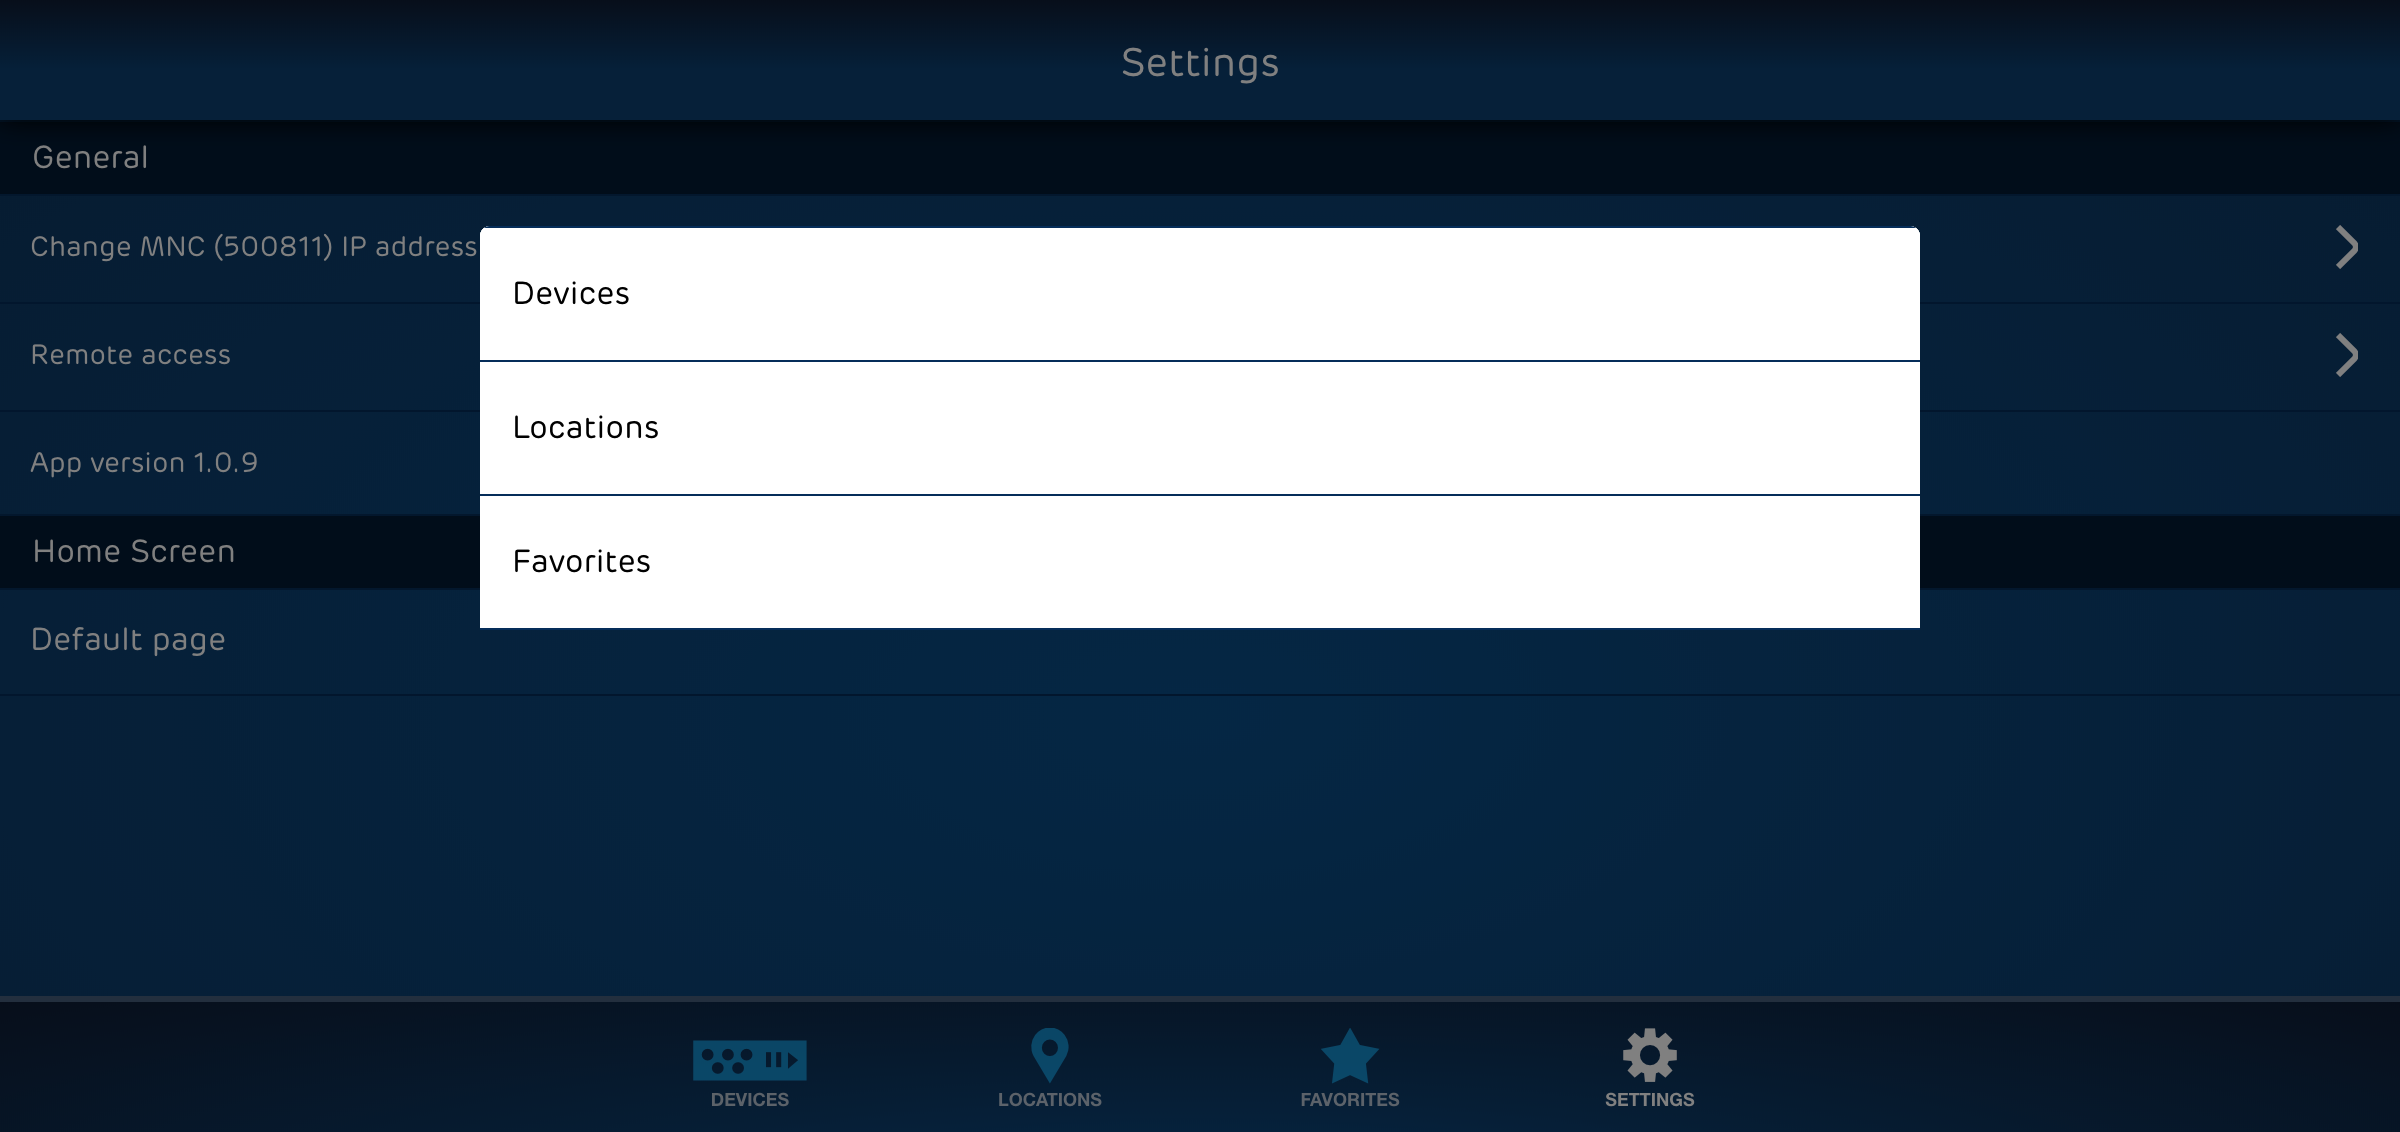 Settings
General
Change MNC (500811) IP address
Remote access
App version 1.0.9
Home Screen
Default page
Devices
Locations
Favorites
DEVICES
LOCATIONS
FAVORITES
SETTINGS